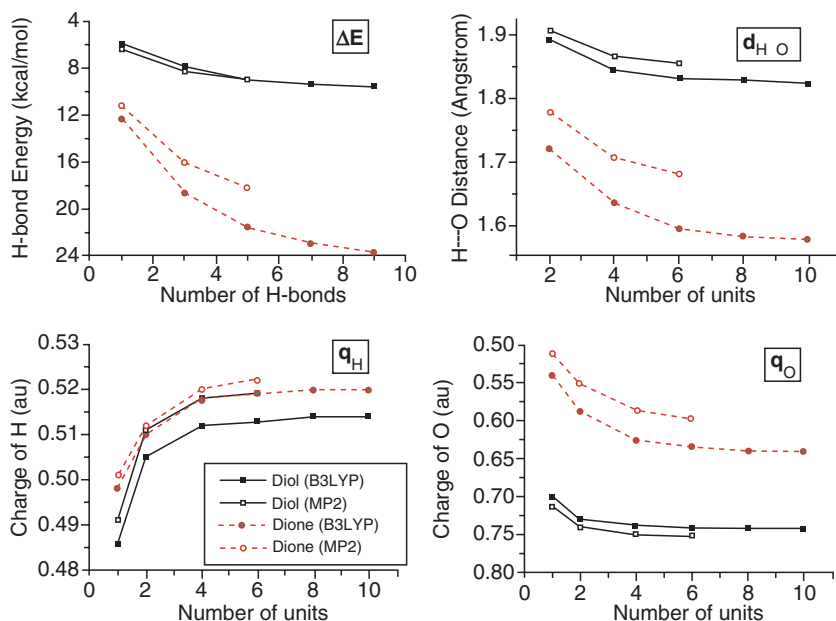 ΔE
H-bond Energy (kcal/mol)
4
8
12
16
20
24
0 2 4 6 8 10
Number of H-bonds
d H O
H---O Distance (Angstrom)
1.9
1.8
1.7
1.6
2 4 6 8 10
Number of units
qH
Charge of H (au)
0.53
0.52
0.51
0.50
0.49
0.48
0 2 4 6 8 10
Number of units
Diol (B3LYP)
Diol (MP2)
Dione (B3LYP)
Dione (MP2)
qO
Charge of O (au)
0.50
0.55
0.60
0.65
0.70
0.75
0.80
0 2 4 6 8 10
Number of units